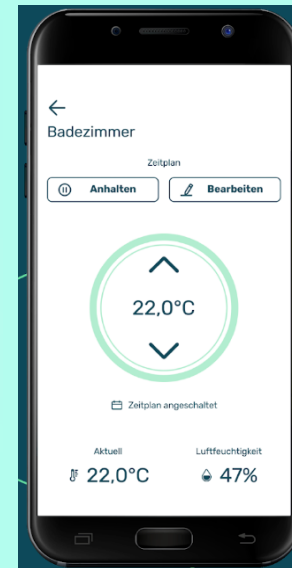 Badezimmer
Zeitplan
Anhalten Bearbeiten
22,0°C
Zeitplan angeschaltet
Aktuell Luftfeuchtigkeit
22,0°C 47%